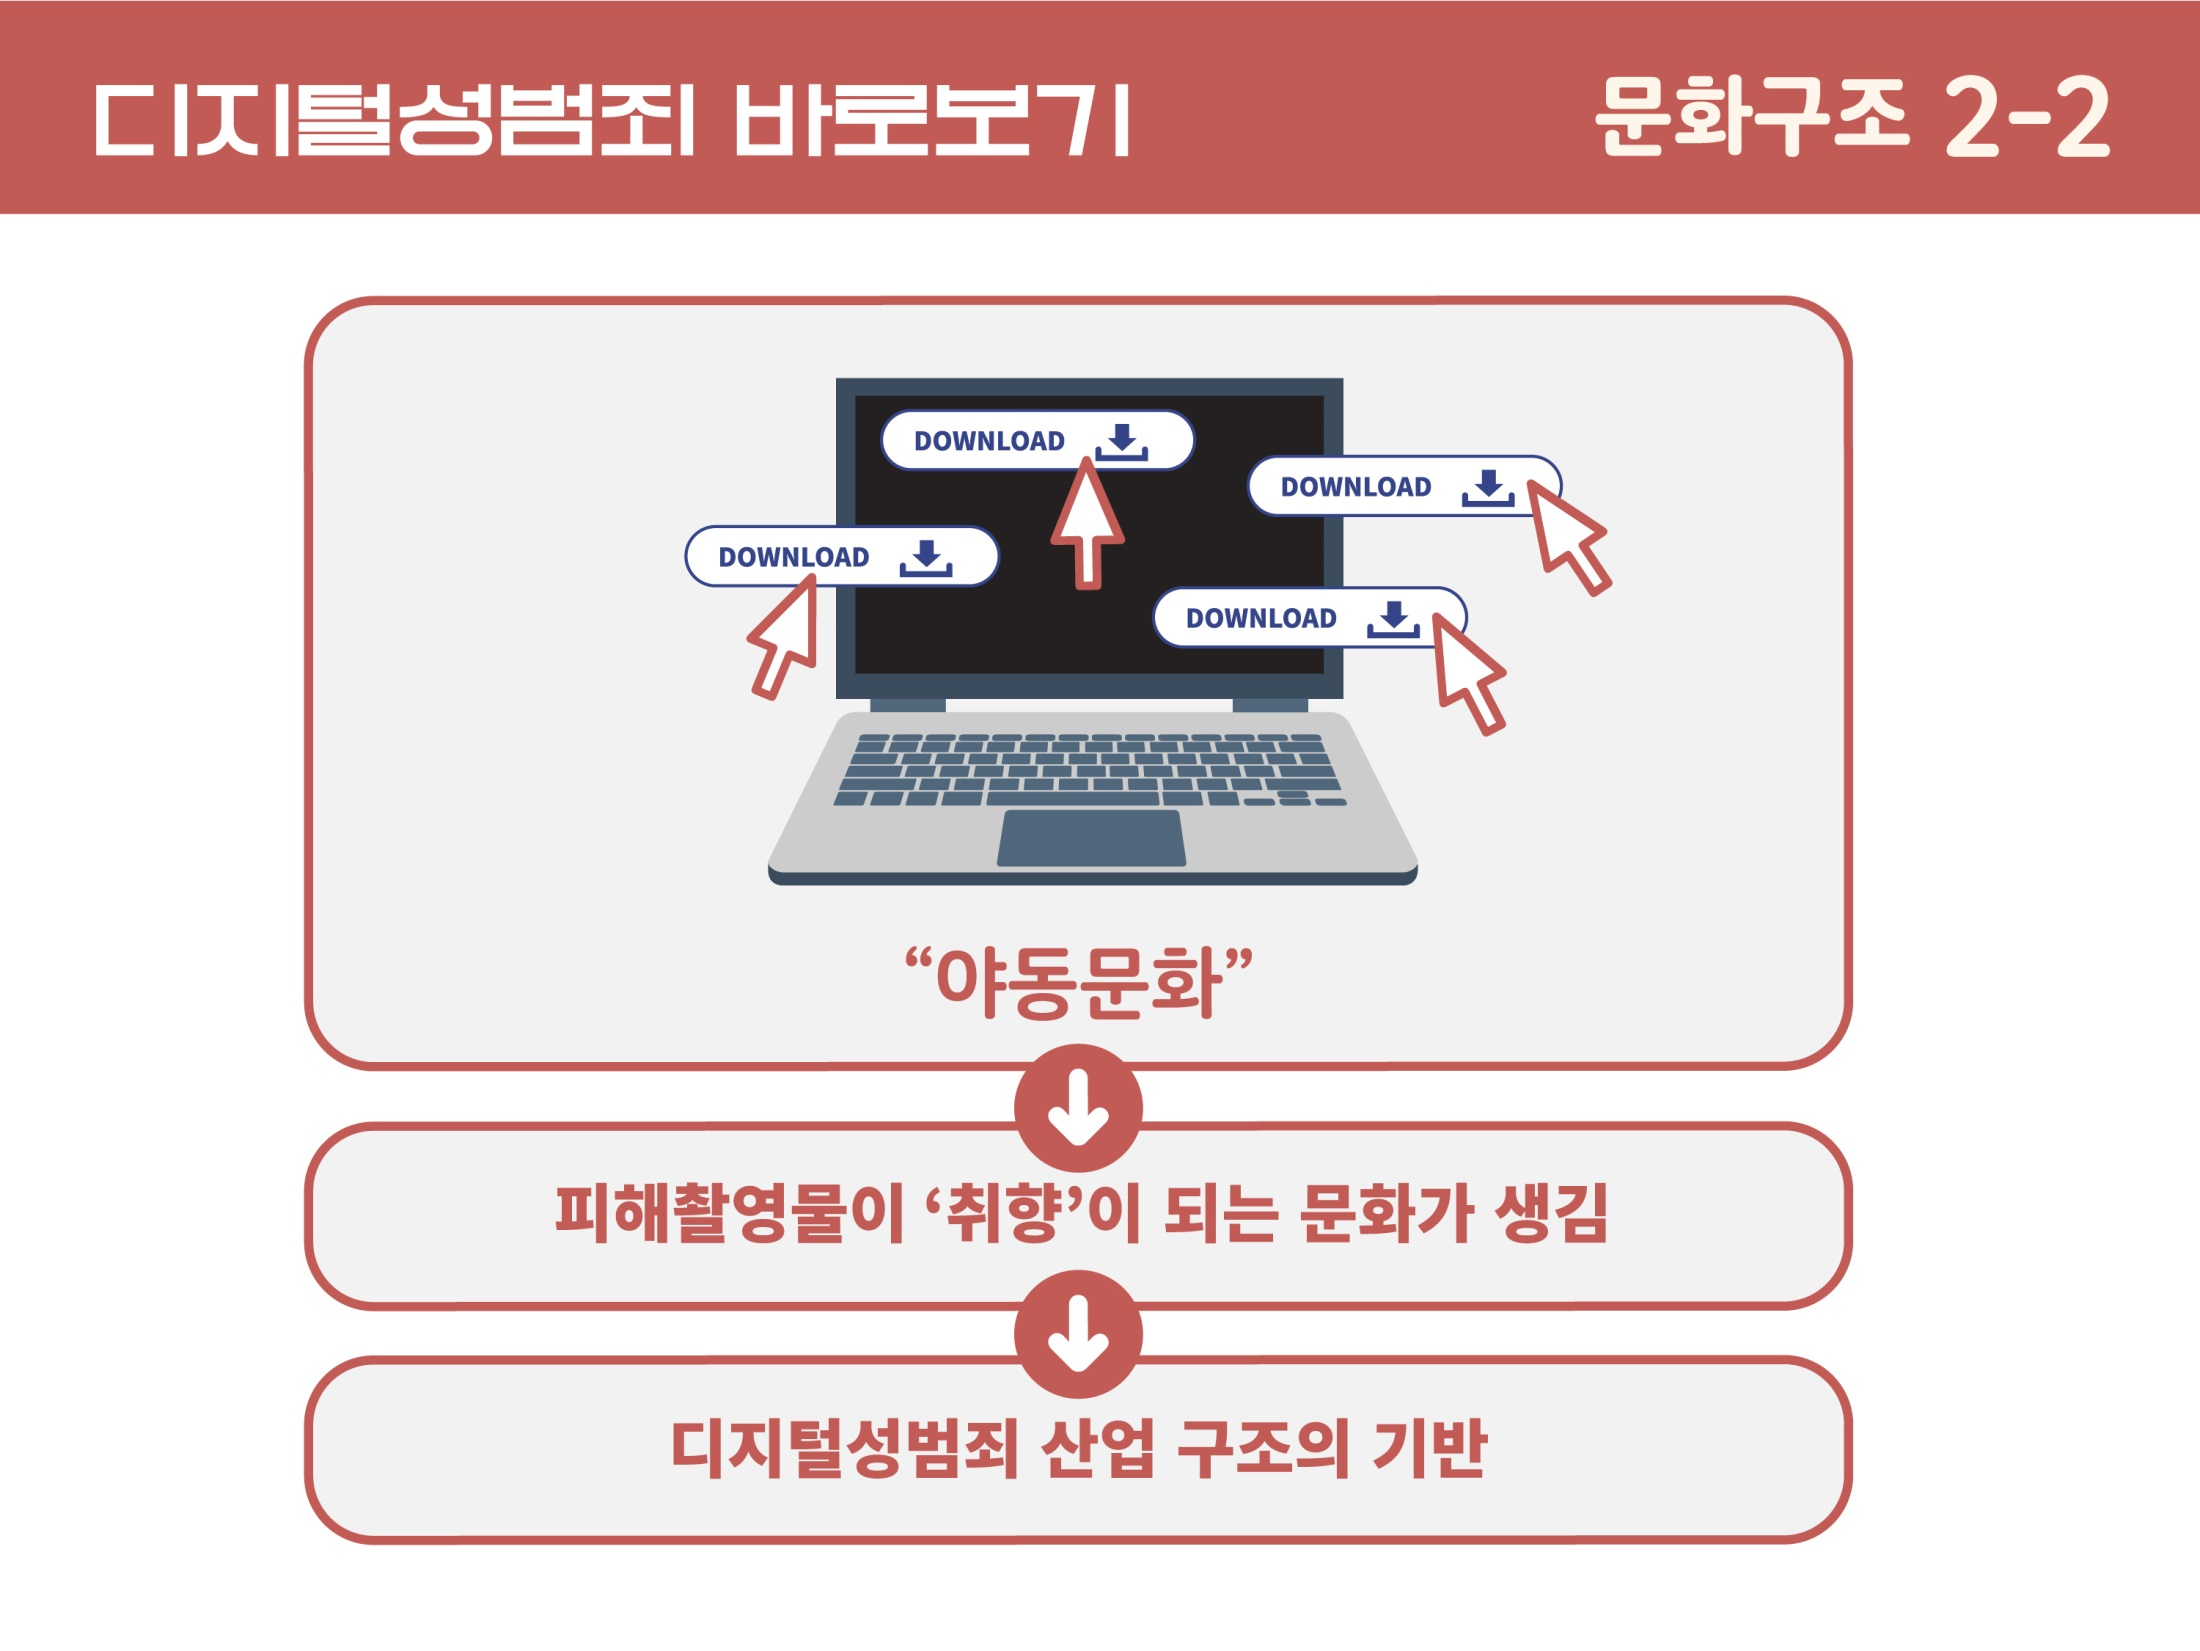 디지털성범죄 바로보기
문화구조 2-2
DOWNLOAD
DOWNLOAD
DOWNLOAD
DOWNLOAD
“야동문화”
피해촬영물이 ‘취향’이 되는 문화가 생김
디지털성범죄 산업 구조의 기반